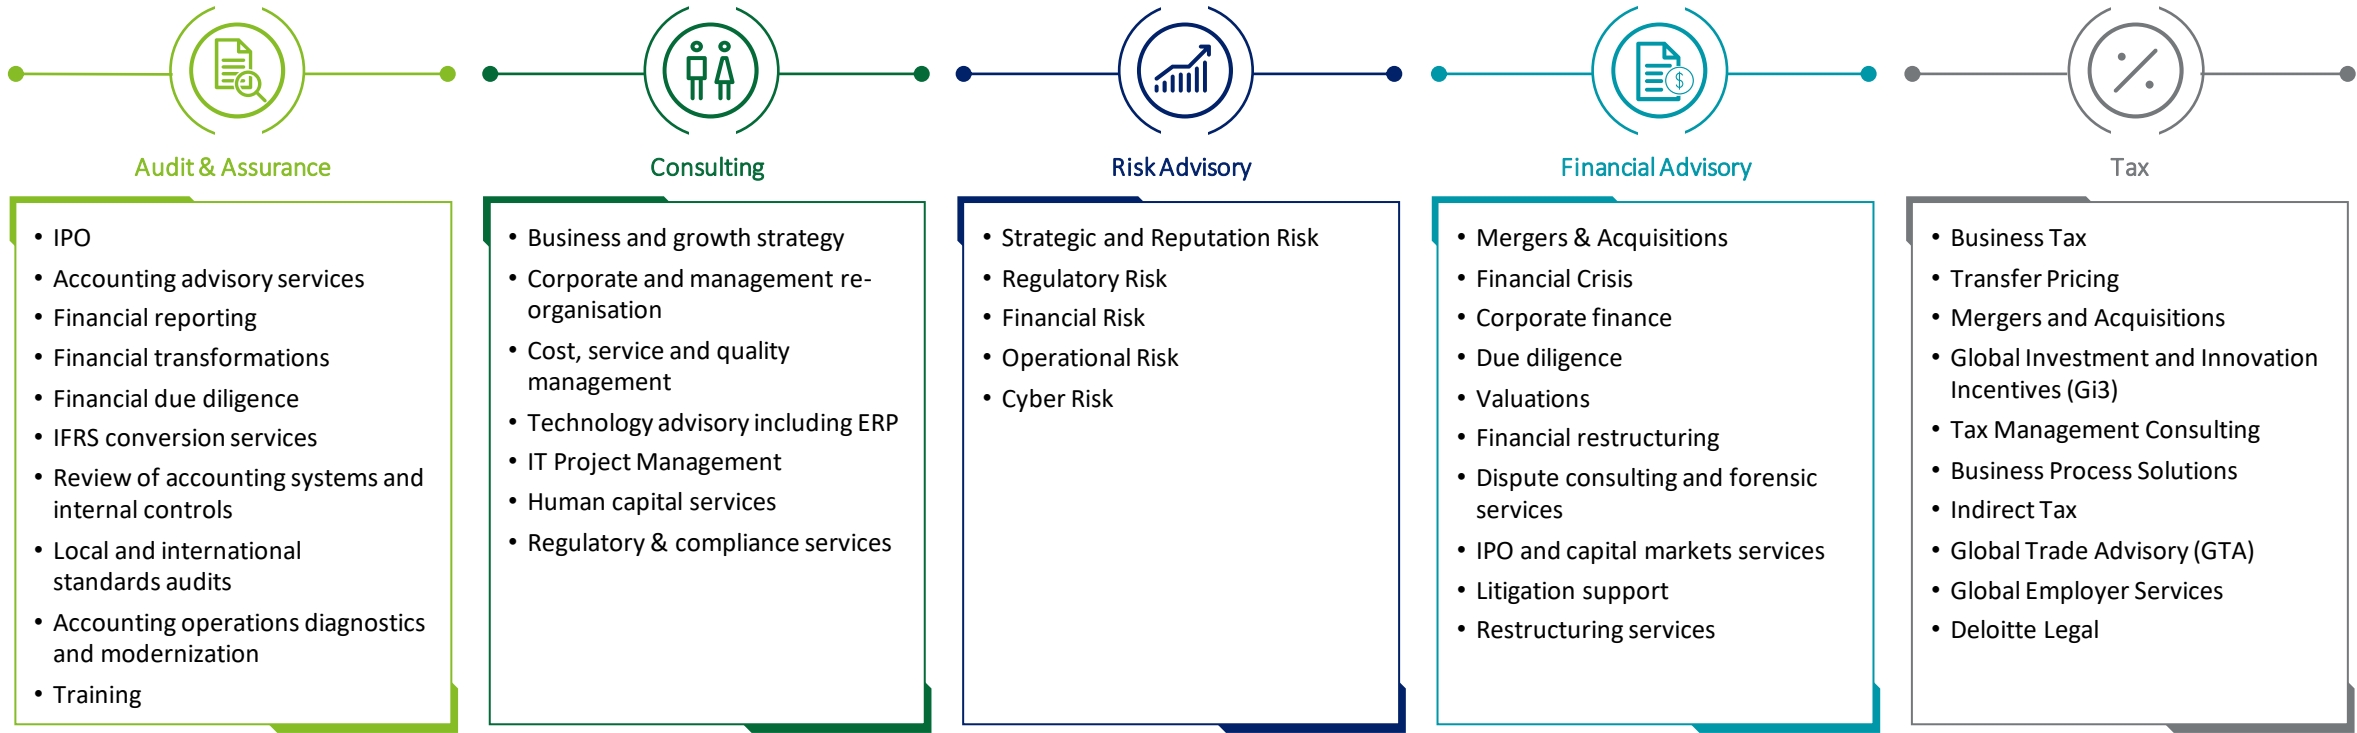 Audit & Assurance
• IPO
• Accounting advisory services
• Financial reporting
• Financial transformations
• Financial due diligence
• IFRS conversion services
• Review of accounting systems and
internal controls
• Local and international
standards audits
• Accounting operations diagnostics
and modernization
• Training
Consulting
• Business and growth strategy
• Corporate and management re-
organisation
• Cost, service and quality
management
• Technology advisory including ERP
• IT Project Management
• Human capital services
• Regulatory & compliance services
Risk Advisory
• Strategic and Reputation Risk
• Regulatory Risk
• Financial Risk
• Operational Risk
• Cyber Risk
$
Financial Advisory
• Mergers & Acquisitions
• Financial Crisis
• Corporate finance
• Due diligence
• Valuations
• Financial restructuring
• Dispute consulting and forensic
services
• IPO and capital markets services
• Litigation support
• Restructuring services
Tax
• Business Tax
• Transfer Pricing
• Mergers and Acquisitions
• Global Investment and Innovation
Incentives (Gi3)
• Tax Management Consulting
• Business Process Solutions
• Indirect Tax
• Global Trade Advisory (GTA)
• Global Employer Services
• Deloitte Legal